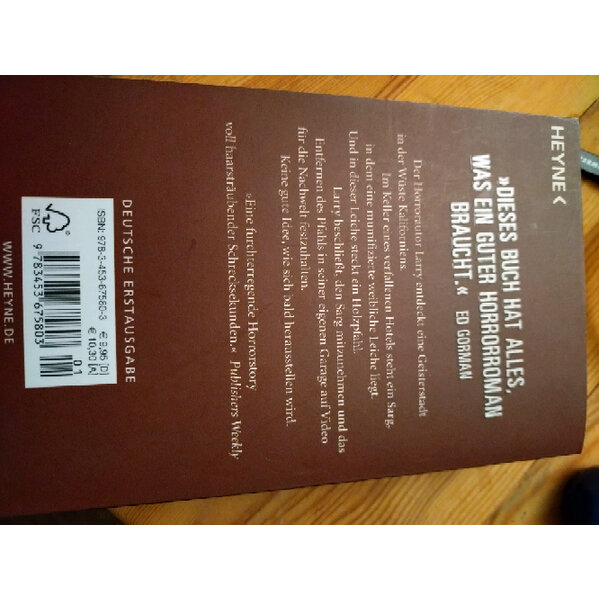 HEYNE<
»DIESES BUCH HAT ALLES,
WAS EIN GUTER HORRORROMAN
BRAUCHT.« ED GORMAN
Der Horrorautor Larry entdeckt eine Geisterstadt
in der Wüste Kaliforniens.
Im Keller eines verfallenen Hotels steht ein Sarg,
in dem eine mumifizierte weibliche Leiche liegt.
Und in dieser Leiche steckt ein Holzpfahl.
Larry beschließt, den Sarg mitzunehmen und das
Entfernen des Pfahls in seiner eigenen Garage auf Video
für die Nachwelt festzuhalten.
Keine gute Idee, wie sich bald herausstellen wird.
»Eine furchterregende Horrorstory
voll haarsträubender Schrecksekunden.« Publishers Weekly
DEUTSCHE ERSTAUSGABE
ISBN: 978-3-453-67580-3 € 9,95 [D]
€ 10,30 [A]
FSC
9 783453 675803
01
WWW.HEYNE.DE